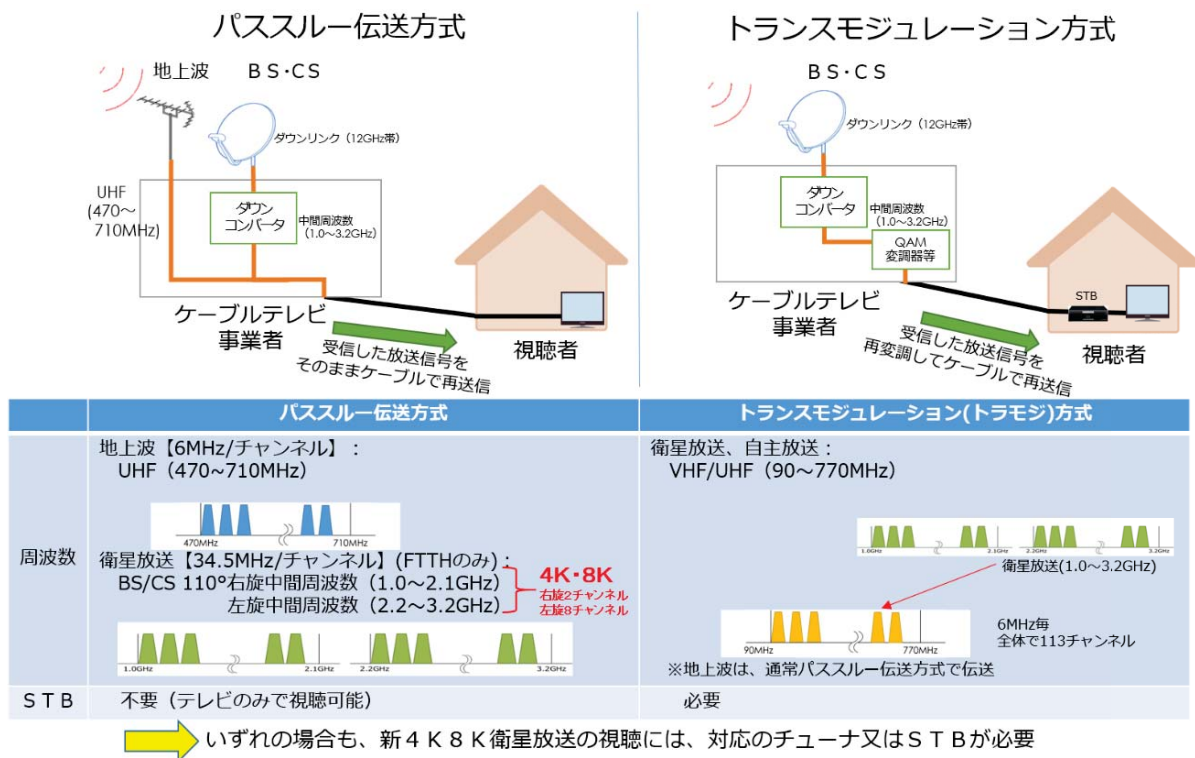 パススルー伝送方式
地上波
ＢＳ・ＣＳ
ダウンリンク（12GHz帯）
UHF
(470～
710MHz)
ダウン
コンバータ
中間周波数
（1.0～3.2GHz）
ケーブルテレビ
事業者
視聴者
受信した放送信号を
そのままケーブルで再送信
トランスモジュレーション方式
ＢＳ・ＣＳ
ダウンリンク（12GHz帯）
ダウン
コンバータ
中間周波数
（1.0～3.2GHz）
QAM
変調器等
STB
ケーブルテレビ
事業者
視聴者
受信した放送信号を
再変調してケーブルで再送信
パススルー伝送方式
トランスモジュレーション(トラモジ)方式
周波数
地上波【6MHz/チャンネル】：
UHF（470~710MHz）
470MHz
710MHz
衛星放送【34.5MHz/チャンネル】(FTTHのみ)：
BS/CS 110°右旋中間周波数（1.0～2.1GHz）
左旋中間周波数（2.2～3.2GHz）
4K・8K
右旋2チャンネル
左旋8チャンネル
1.0GHz
2.1GHz
2.2GHz
3.2GHz
衛星放送、自主放送：
VHF/UHF（90～770MHz）
1.0GHz
2.1GHz
2.2GHz
3.2GHz
衛星放送(1.0～3.2GHz)
90MHz
770MHz
6MHz毎
全体で113チャンネル
※地上波は、通常パススルー伝送方式で伝送
ＳＴＢ
不要（テレビのみで視聴可能）
必要
いずれの場合も、新４Ｋ８Ｋ衛星放送の視聴には、対応のチューナ又はＳＴＢが必要